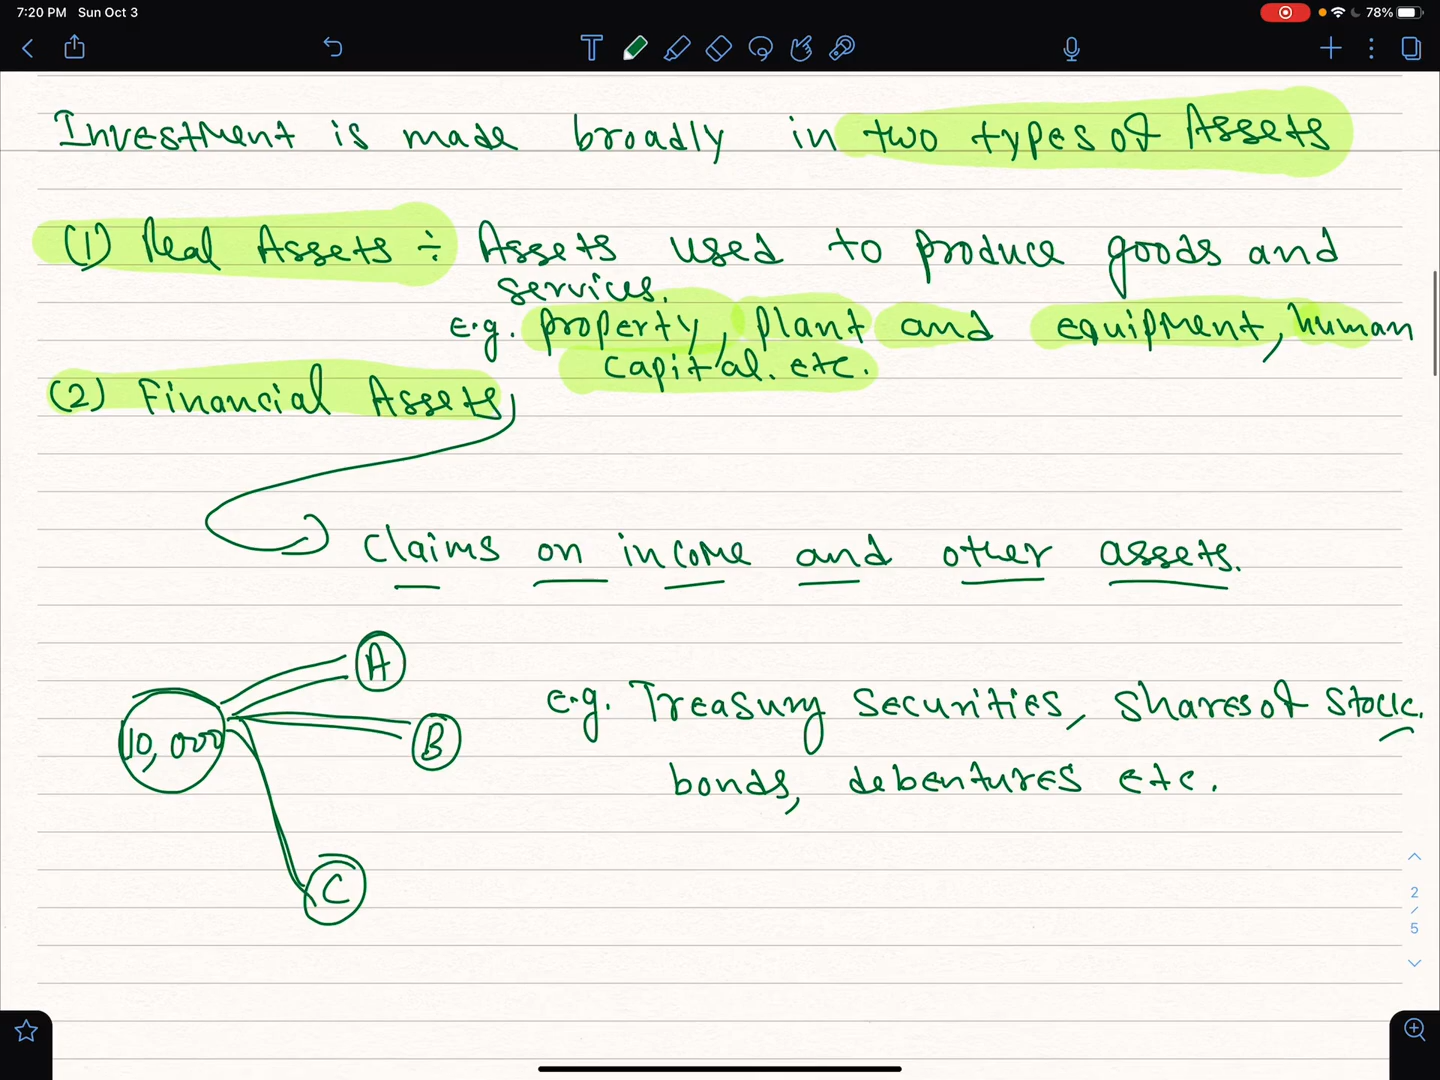 7:20 PM Sun Oct 3
78%
Investment is made broadly in two types of Assets
(1) Real Assets ÷ Assets used to produce goods and
services.
e.g. property, plant and equipment, human
capital. etc.
(2) Financial Assets
claims on income and other assets.
A
10,000
B
C
e.g. Treasury Securities, shares of stock.
bonds, debentures etc.
2
/
5